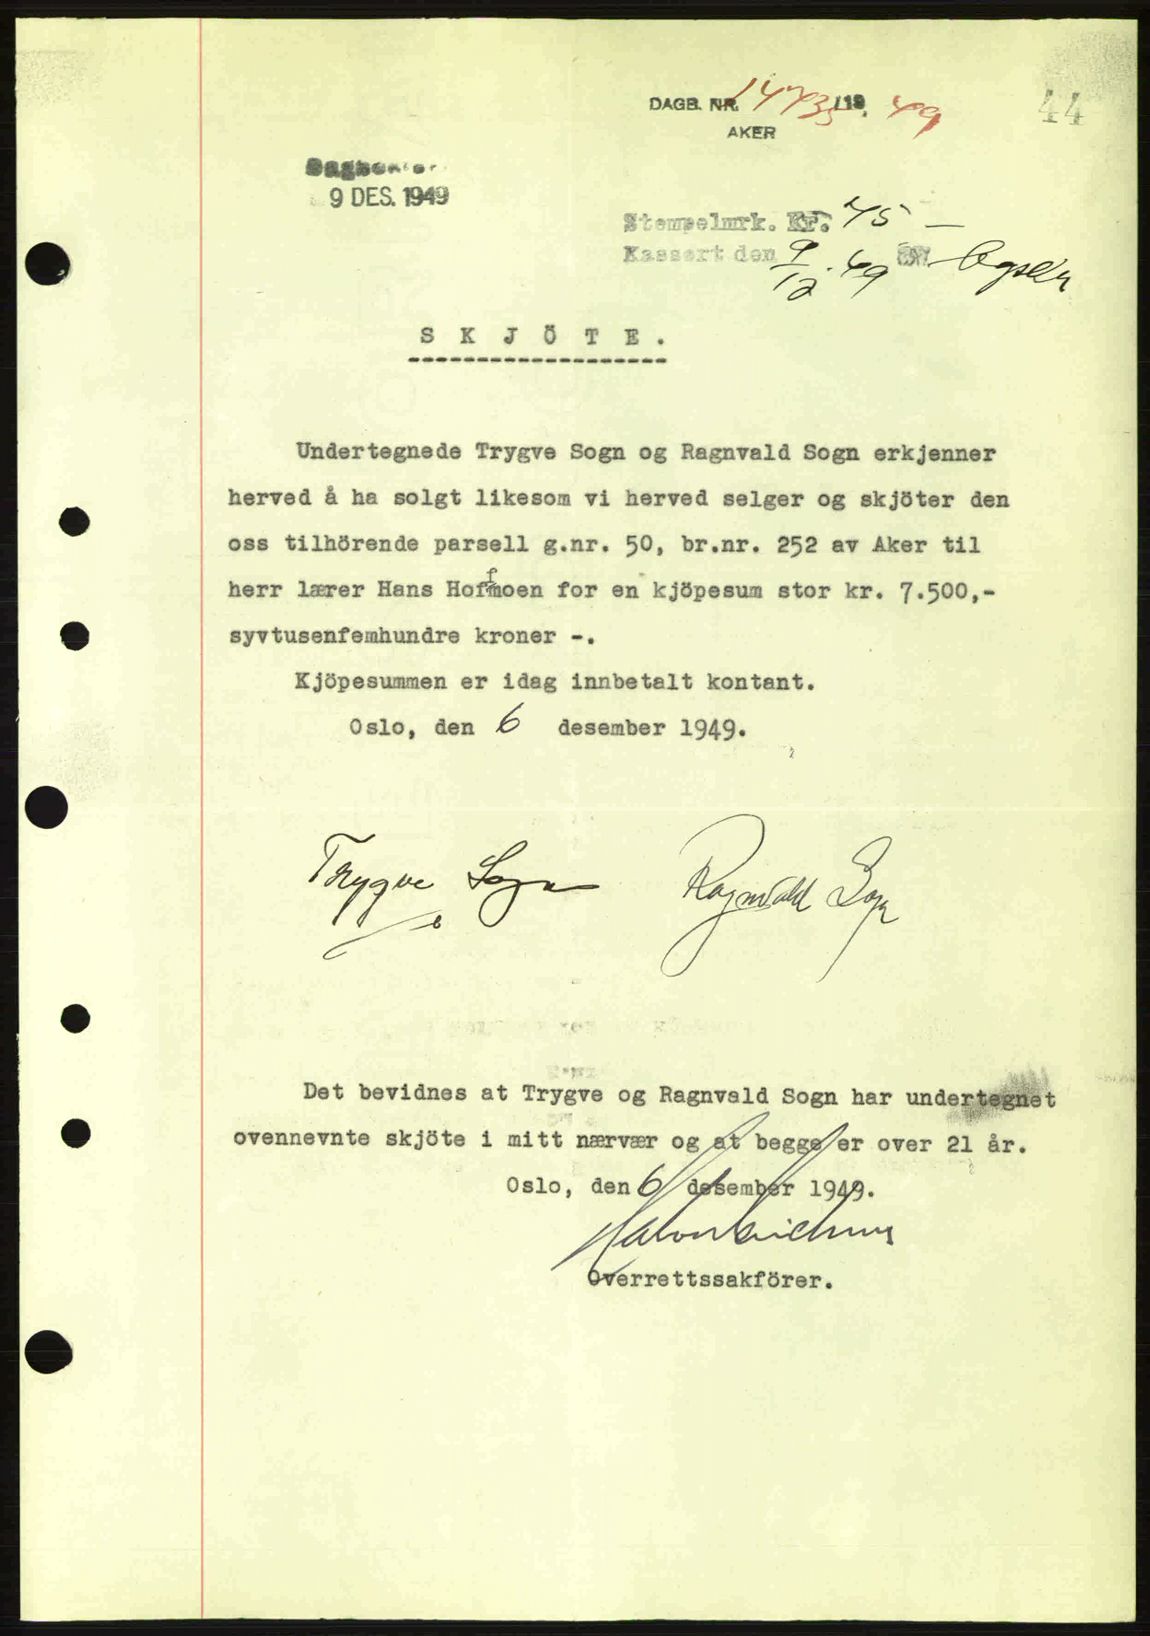 DAGB. NR. 14735/19 49
44
AKER
9 DES. 1949
Stempelmrk. Kr. 75 —
Kassert den 9/12.49
S K J Ö T E .
Undertegnede Trygve Sogn og Ragnvald Sogn erkjenner
herved å ha solgt likesom vi herved selger og skjöter den
oss tilhörende parsell g.nr. 50, br.nr. 252 av Aker til
herr lærer Hans Hoffmoen for en kjöpesum stor kr. 7.500,-
syvtusenfemhundre kroner -.
Kjöpesummen er idag innbetalt kontant.
Oslo, den 6 desember 1949.
Trygve Sogn Ragnvald Sogn
Det bevidnes at Trygve og Ragnvald Sogn har undertegnet
ovennevnte skjöte i mitt nærvær og at begge er over 21 år.
Oslo, den 6 desember 1949.
Overrettssakförer.